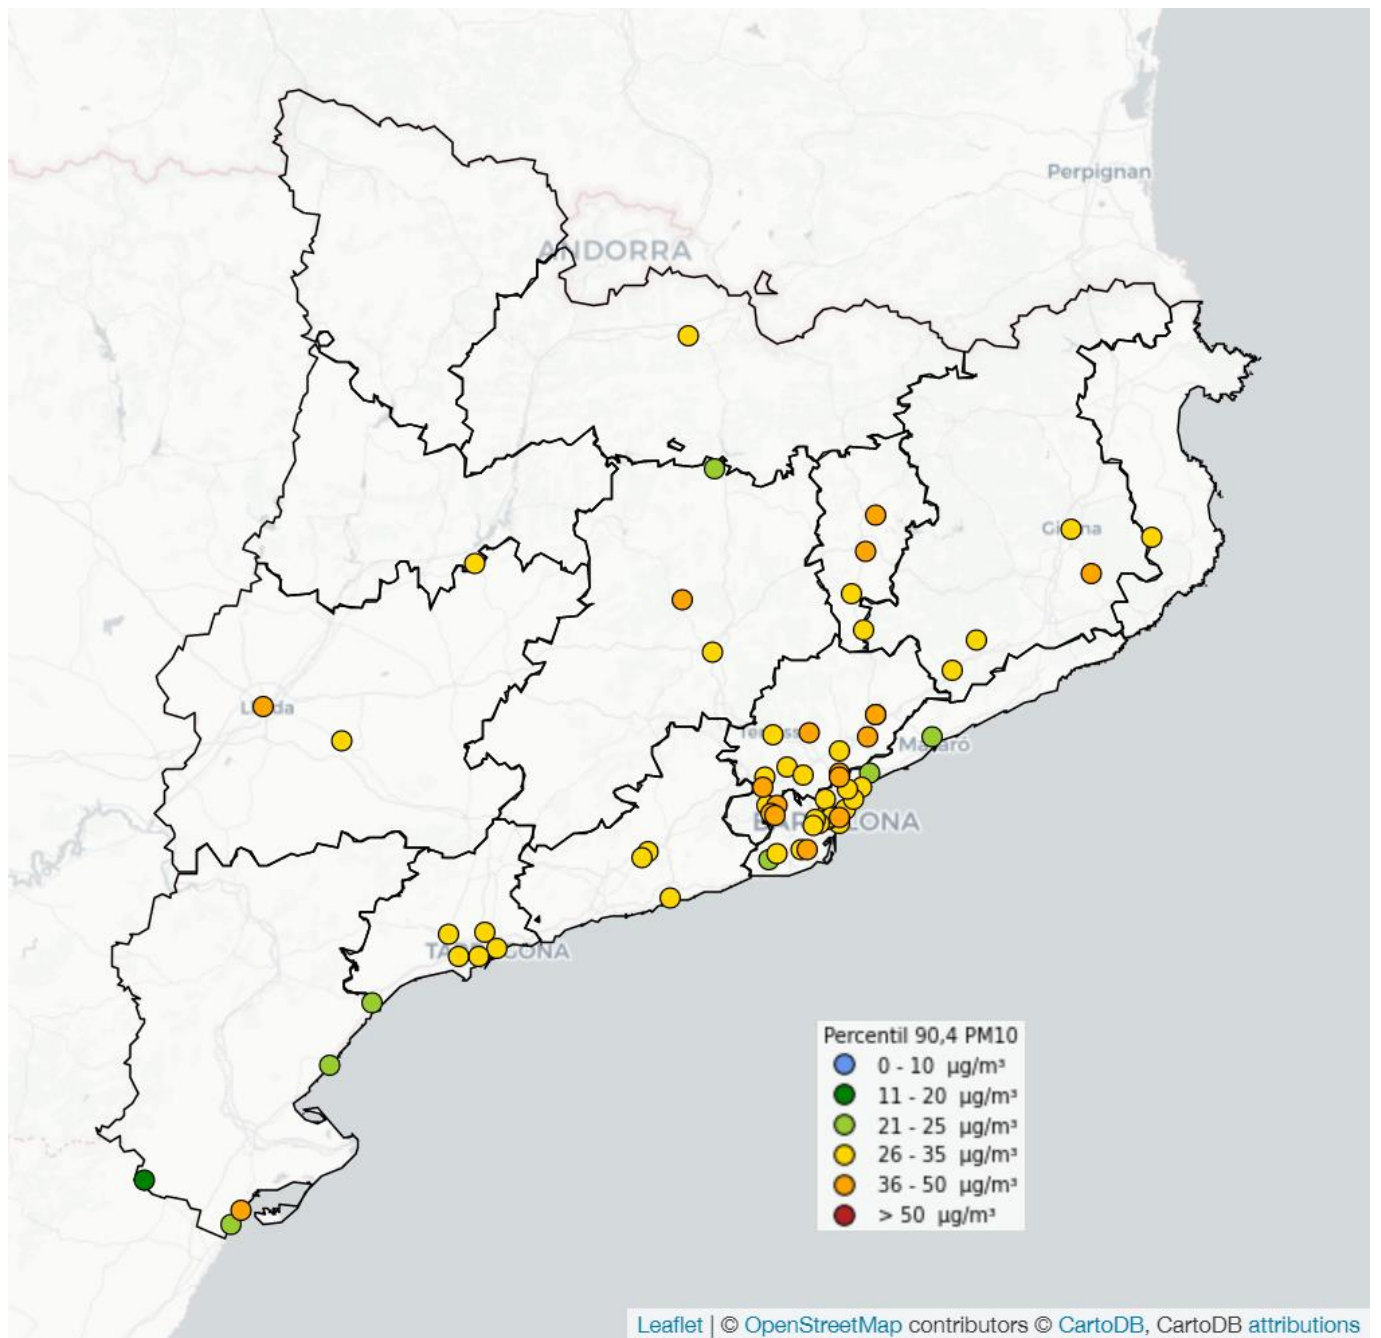 Perpignan
ANDORRA
Percentil 90,4 PM10
0 - 10 µg/m³
11 - 20 µg/m³
21 - 25 µg/m³
26 - 35 µg/m³
36 - 50 µg/m³
> 50 µg/m³
Leaflet | © OpenStreetMap contributors © CartoDB, CartoDB attributions